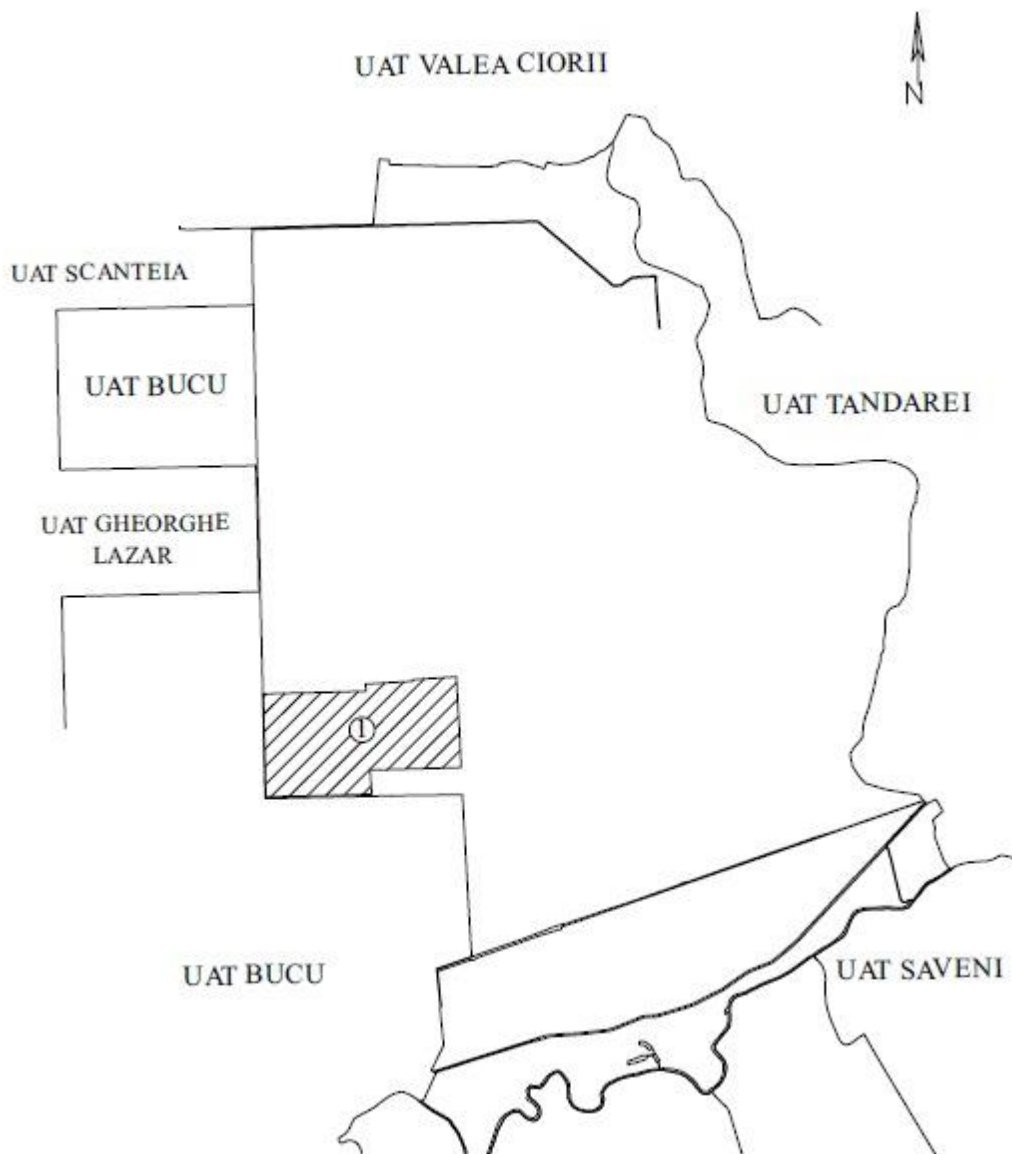 UAT VALEA CIORII
N
UAT SCANTEIA
UAT BUCU
UAT TANDAREI
UAT GHEORGHE
LAZAR
1
UAT BUCU
UAT SAVENI